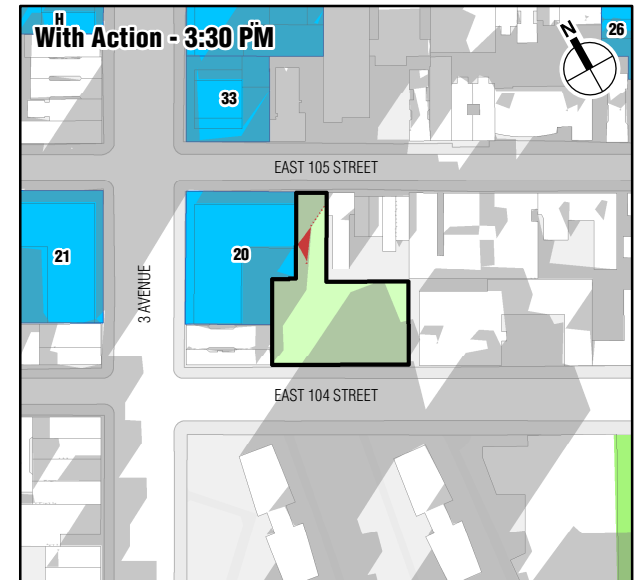 H
With Action - 3:30 PM
N
26
33
EAST 105 STREET
21
3 AVENUE
20
EAST 104 STREET